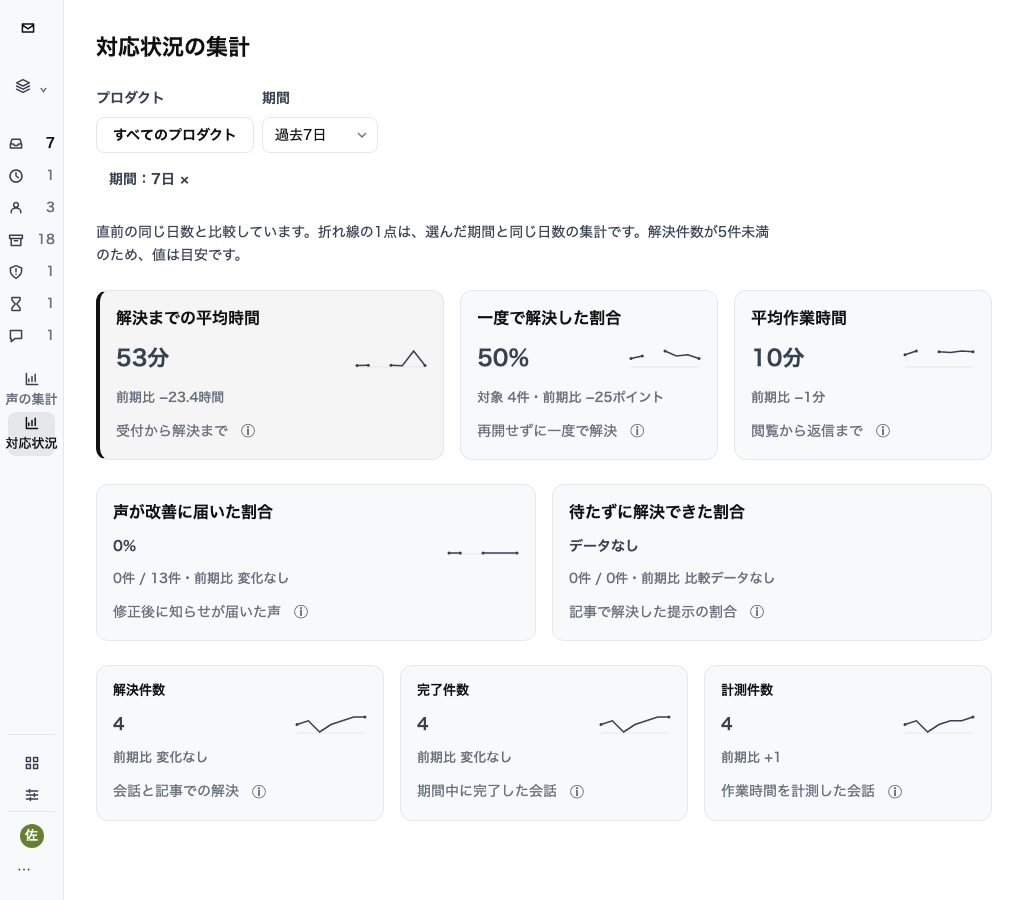 対応状況の集計
プロダクト
期間
すべてのプロダクト
過去7日
期間：7日 ×
7
1
3
18
1
1
1
声の集計
対応状況
佐
…
直前の同じ日数と比較しています。折れ線の1点は、選んだ期間と同じ日数の集計です。解決件数が5件未満
のため、値は目安です。
解決までの平均時間
53分
前期比 −23.4時間
受付から解決まで
一度で解決した割合
50%
対象 4件・前期比 −25ポイント
再開せずに一度で解決
平均作業時間
10分
前期比 −1分
閲覧から返信まで
声が改善に届いた割合
0%
0件 / 13件・前期比 変化なし
修正後に知らせが届いた声
待たずに解決できた割合
データなし
0件 / 0件・前期比 比較データなし
記事で解決した提示の割合
解決件数
4
前期比 変化なし
会話と記事での解決
完了件数
4
前期比 変化なし
期間中に完了した会話
計測件数
4
前期比 +1
作業時間を計測した会話